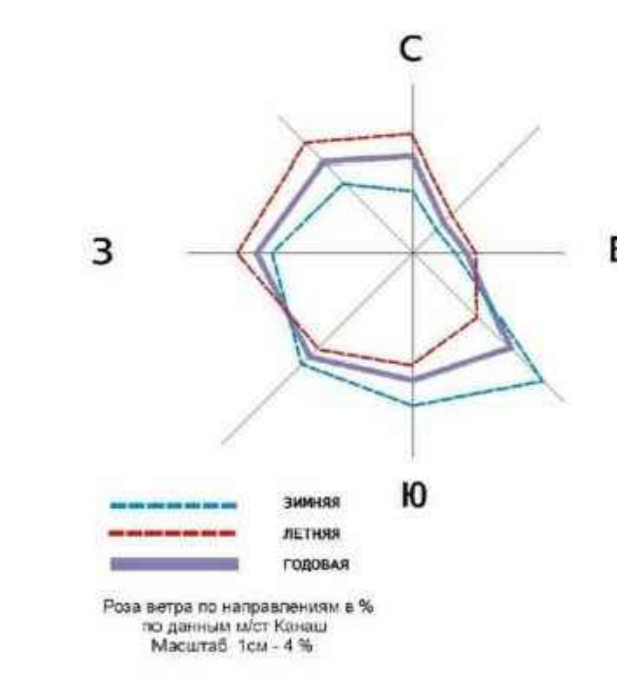 С
З
В
Ю
ЗИМНЯЯ
ЛЕТНЯЯ
ГОДОВАЯ
Роза ветра по направлениям в %
по данным м/ст Канаш
Масштаб 1см - 4 %